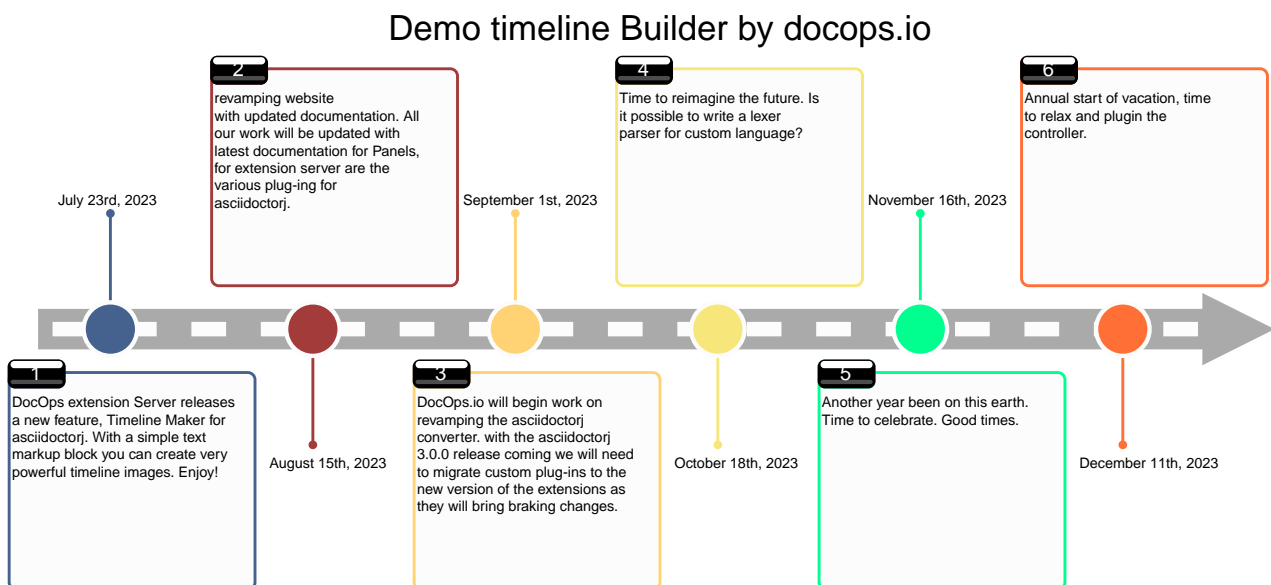 Demo timeline Builder by docops.io
2
revamping website
with updated documentation. All
our work will be updated with
latest documentation for Panels,
for extension server are the
various plug-ing for
asciidoctorj.
4
Time to reimagine the future. Is
it possible to write a lexer
parser for custom language?
6
Annual start of vacation, time
to relax and plugin the
controller.
July 23rd, 2023
September 1st, 2023
November 16th, 2023
1
DocOps extension Server releases
a new feature, Timeline Maker for
asciidoctorj. With a simple text
markup block you can create very
powerful timeline images. Enjoy!
August 15th, 2023
3
DocOps.io will begin work on
revamping the asciidoctorj
converter. with the asciidoctorj
3.0.0 release coming we will need
to migrate custom plug-ins to the
new version of the extensions as
they will bring braking changes.
October 18th, 2023
5
Another year been on this earth.
Time to celebrate. Good times.
December 11th, 2023